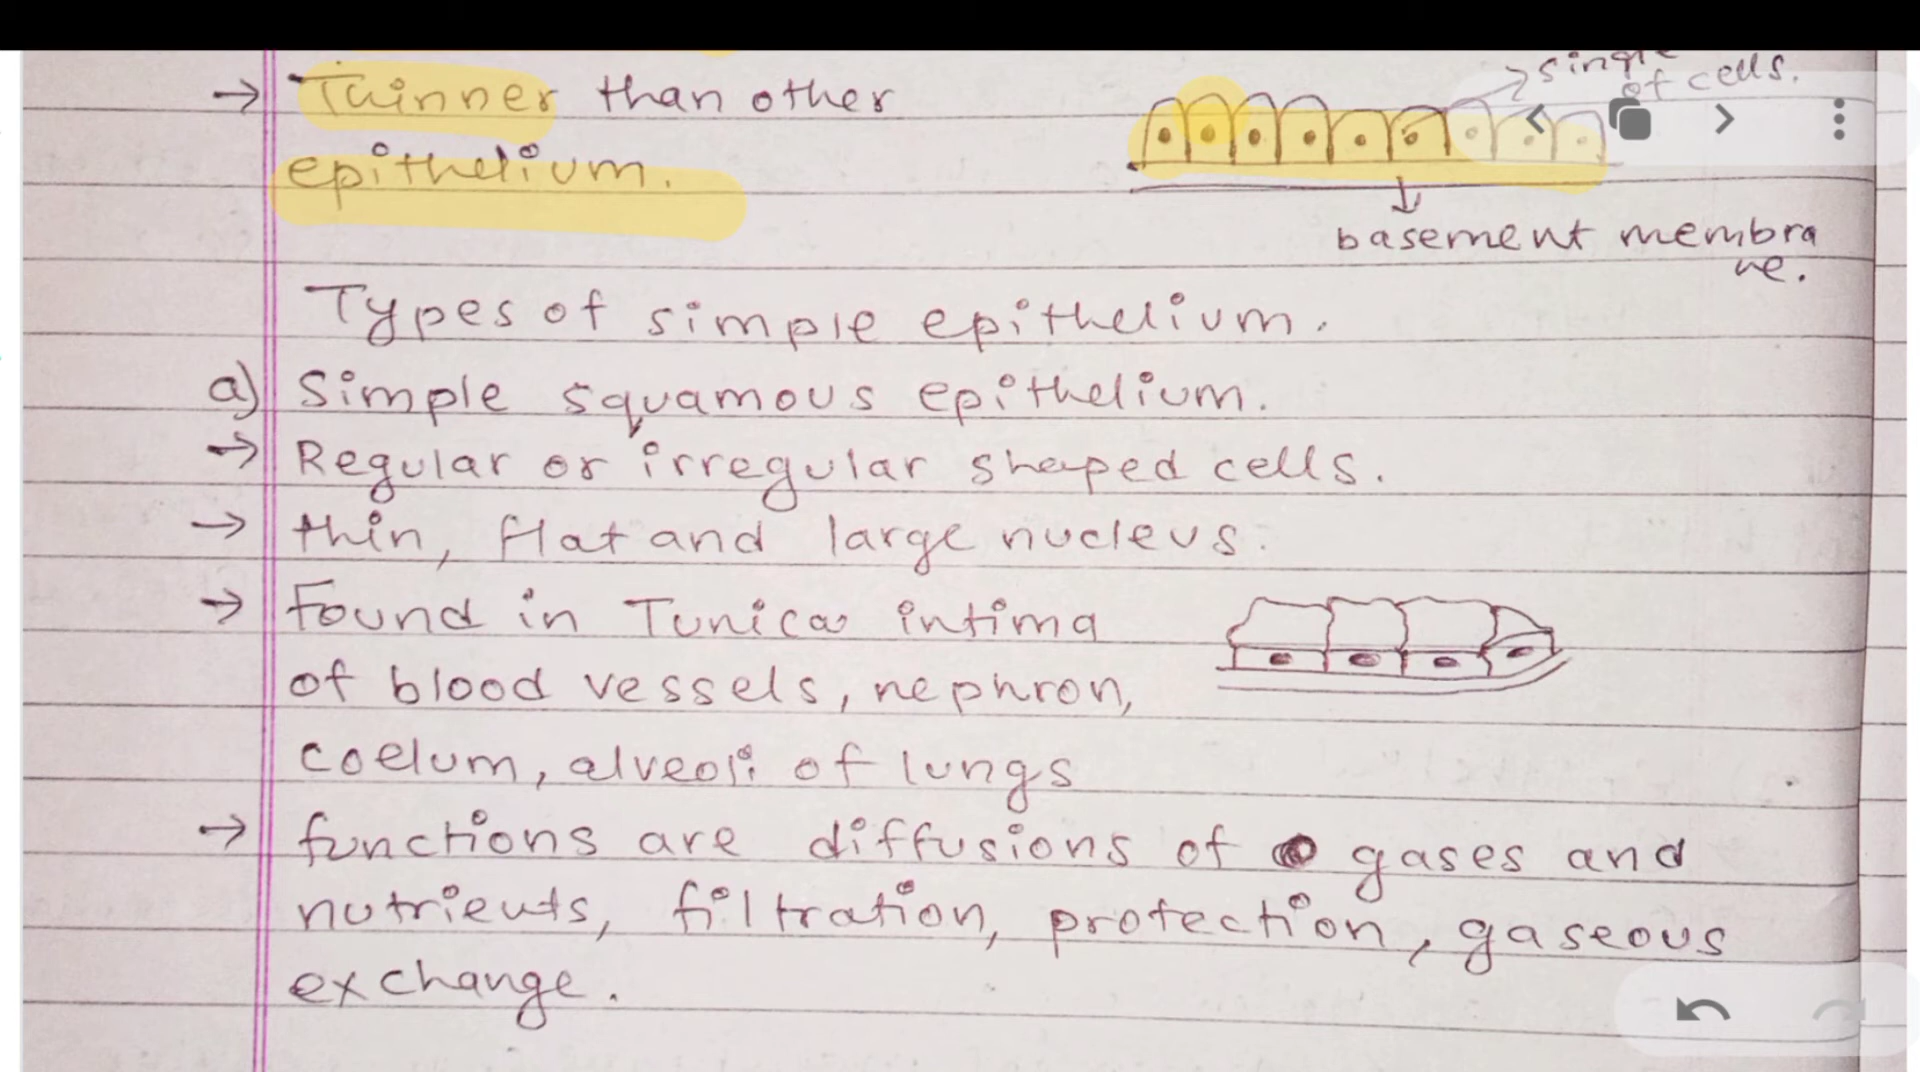 → Thinner than other
epithelium.
of cells.
basement membra
ne.
Types of simple epithelium.
a) Simple squamous epithelium.
→ Regular or irregular shaped cells.
→ thin, flat and large nucleus.
→ Found in Tunica intima
of blood vessels, nephron,
coelum, alveoli of lungs
→ functions are diffusions of gases and
nutrients, filtration, protection, gaseous
exchange.